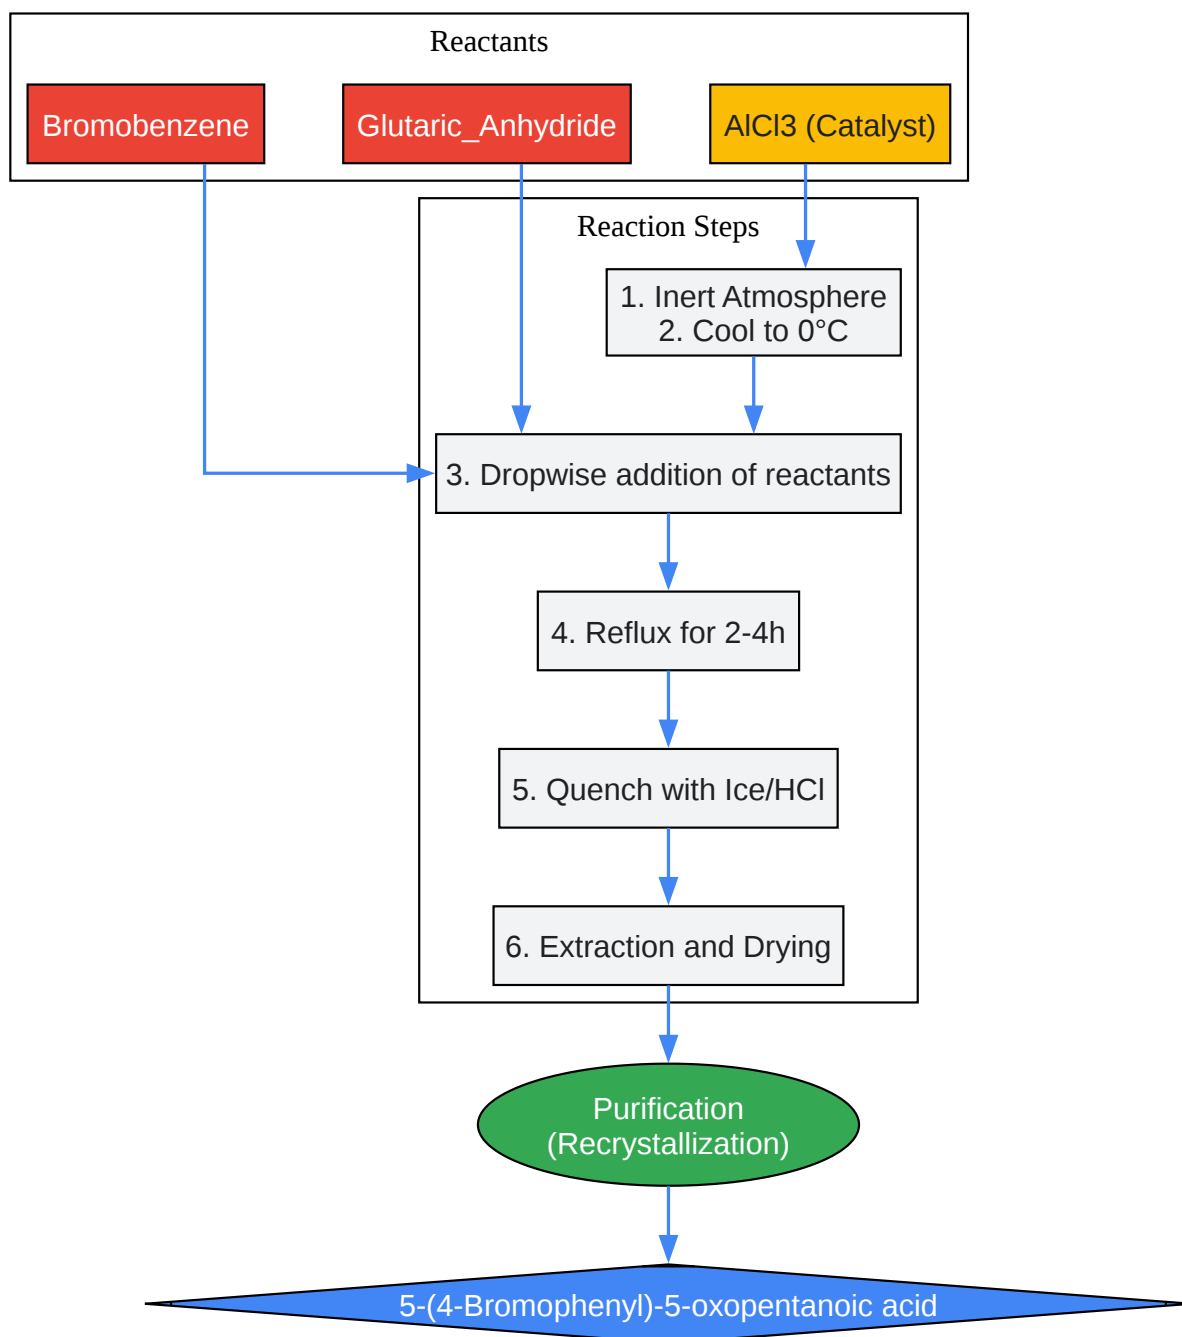 Reactants
Bromobenzene
Glutaric_Anhydride
AlCl3 (Catalyst)
Reaction Steps
1. Inert Atmosphere
2. Cool to 0°C
3. Dropwise addition of reactants
4. Reflux for 2-4h
5. Quench with Ice/HCl
6. Extraction and Drying
Purification
(Recrystallization)
5-(4-Bromophenyl)-5-oxopentanoic acid